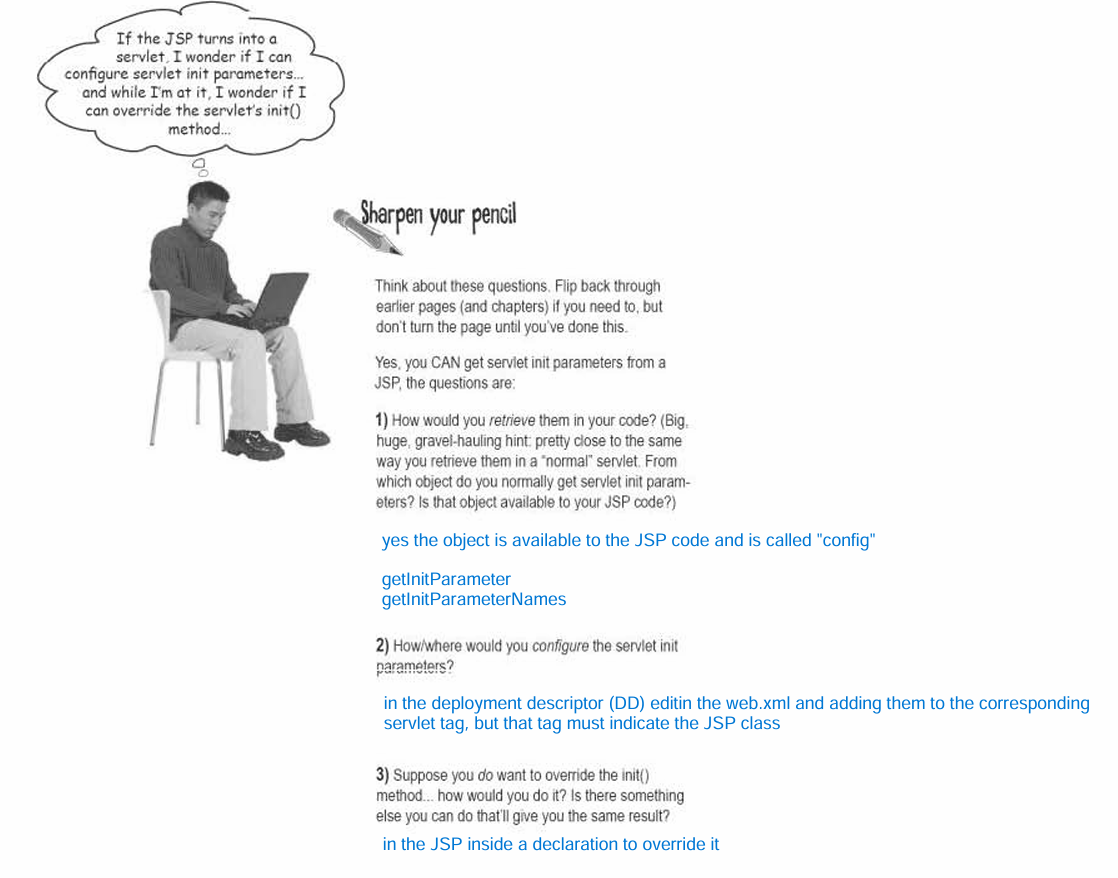 If the JSP turns into a
servlet, I wonder if I can
configure servlet init parameters...
and while I'm at it, I wonder if I
can override the servlet's init()
method...
Sharpen your pencil
Think about these questions. Flip back through
earlier pages (and chapters) if you need to, but
don't turn the page until you've done this.
Yes, you CAN get servlet init parameters from a
JSP, the questions are:
1) How would you retrieve them in your code? (Big,
huge, gravel-hauling hint: pretty close to the same
way you retrieve them in a "normal" servlet. From
which object do you normally get servlet init param-
eters? Is that object available to your JSP code?)
yes the object is available to the JSP code and is called "config"
getInitParameter
getInitParameterNames
2) How/where would you configure the servlet init
parameters?
in the deployment descriptor (DD) editin the web.xml and adding them to the corresponding
servlet tag, but that tag must indicate the JSP class
3) Suppose you do want to override the init()
method... how would you do it? Is there something
else you can do that'll give you the same result?
in the JSP inside a declaration to override it